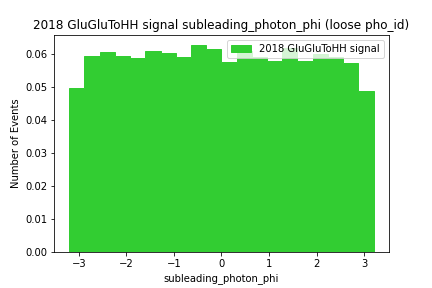 2018 GluGluToHH signal subleading_photon_phi (loose pho_id)
2018 GluGluToHH signal
Number of Events
0.06
0.05
0.04
0.03
0.02
0.01
0.00
−3 −2 −1 0 1 2 3
subleading_photon_phi